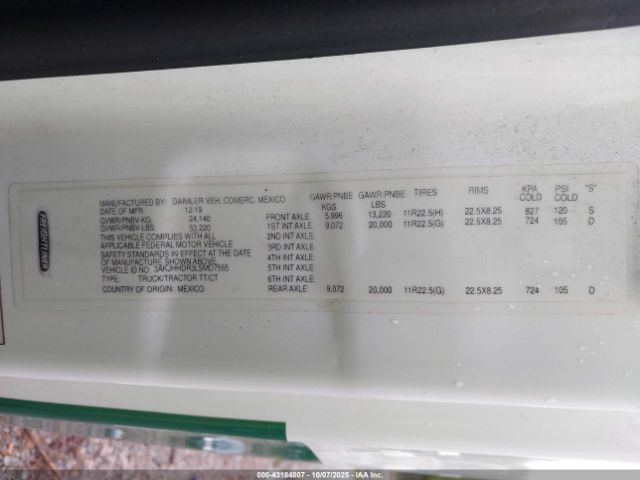 FREIGHTLINER
MANUFACTURED BY: DAIMLER VEH. COMERC. MEXICO
DATE OF MFR: 12/19
GVWR/PNBV-KG: 24,140
GVWR/PNBV-LBS: 53,220
THIS VEHICLE COMPLIES WITH ALL
APPLICABLE FEDERAL MOTOR VEHICLE
SAFETY STANDARDS IN EFFECT AT THE DATE
OF MANUFACTURE SHOWN ABOVE.
VEHICLE ID NO.: 3AKJHHDR3LSMD7555
TYPE: TRUCK/TRACTOR TT/CT
COUNTRY OF ORIGIN: MEXICO
GAWR/PNBE KGS GAWR/PNBE LBS TIRES RIMS KPA COLD PSI COLD "S"
FRONT AXLE: 5,996 13,220 11R22.5(H) 22.5X8.25 827 120 S
1ST INT AXLE: 9,072 20,000 11R22.5(G) 22.5X8.25 724 105 D
2ND INT AXLE:
3RD INT AXLE:
4TH INT AXLE:
5TH INT AXLE:
6TH INT AXLE:
REAR AXLE: 9,072 20,000 11R22.5(G) 22.5X8.25 724 105 D
000-43184807 - 10/07/2025 - IAAI.COM